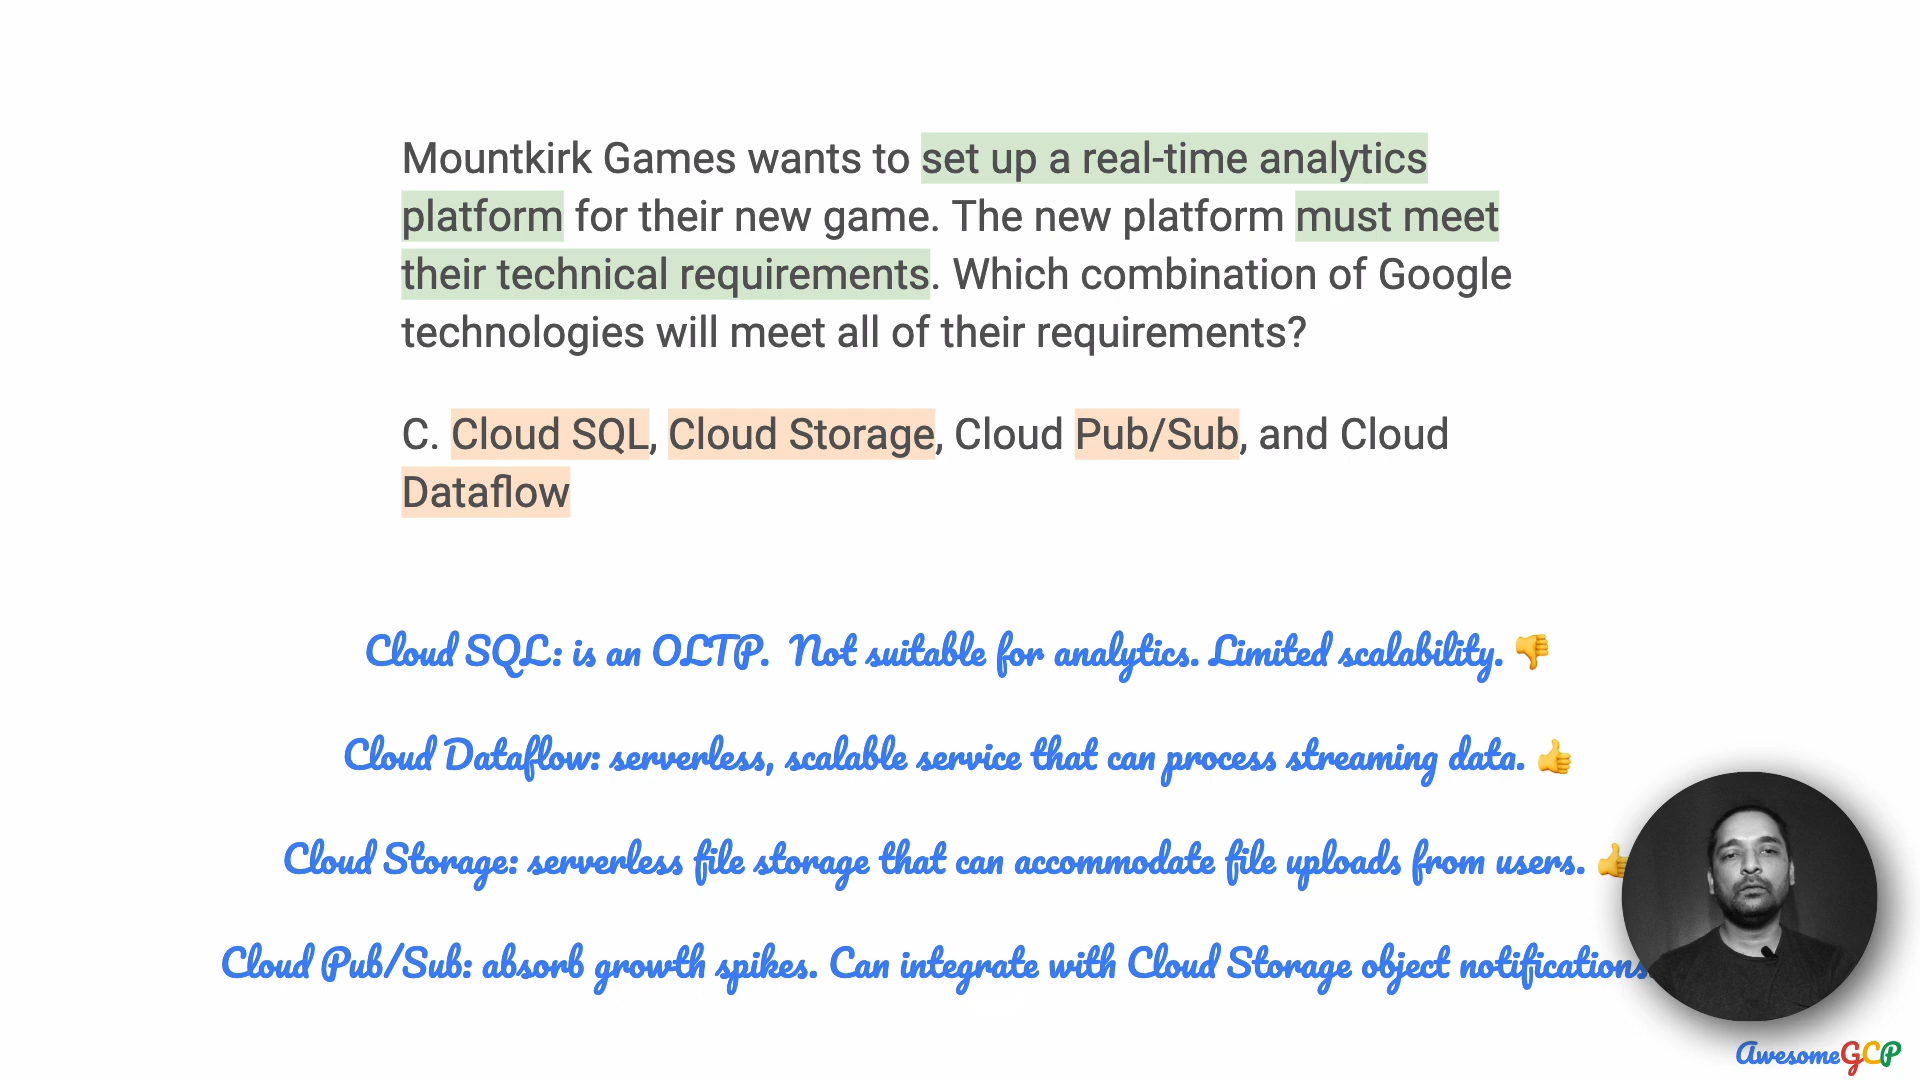 Mountkirk Games wants to set up a real-time analytics
platform for their new game. The new platform must meet
their technical requirements. Which combination of Google
technologies will meet all of their requirements?
C. Cloud SQL, Cloud Storage, Cloud Pub/Sub, and Cloud
Dataflow
Cloud SQL: is an OLTP. Not suitable for analytics. Limited scalability. 👎
Cloud Dataflow: serverless, scalable service that can process streaming data. 👍
Cloud Storage: serverless file storage that can accommodate file uploads from users. 👍
Cloud Pub/Sub: absorb growth spikes. Can integrate with Cloud Storage object notifications
AwesomeGCP